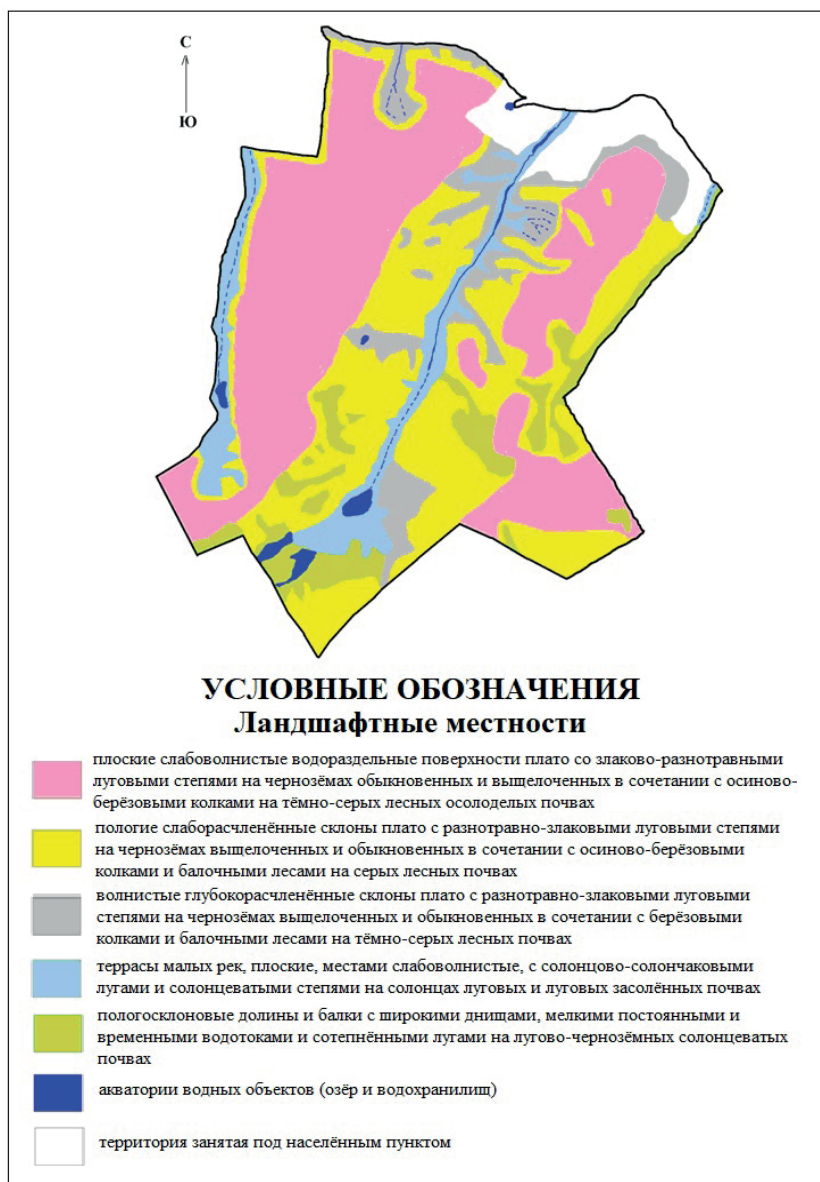 С
Ю
УСЛОВНЫЕ ОБОЗНАЧЕНИЯ
Ландшафтные местности
плоские слабоволнистые водораздельные поверхности плато со злаково-разнотравными
луговыми степями на чернозёмах обыкновенных и выщелоченных в сочетании с осиново-
берёзовыми колками на тёмно-серых лесных осолоделых почвах
пологие слаборасчленённые склоны плато с разнотравно-злаковыми луговыми степями
на чернозёмах выщелоченных и обыкновенных в сочетании с осиново-берёзовыми
колками и балочными лесами на серых лесных почвах
волнистые глубокорасчленённые склоны плато с разнотравно-злаковыми луговыми
степями на чернозёмах выщелоченных и обыкновенных в сочетании с берёзовыми
колками и балочными лесами на тёмно-серых лесных почвах
террасы малых рек, плоские, местами слабоволнистые, с солонцово-солончаковыми
лугами и солонцеватыми степями на солонцах луговых и луговых засолённых почвах
пологосклоновые долины и балки с широкими днищами, мелкими постоянными и
временными водотоками и сотепнёнными лугами на лугово-чернозёмных солонцеватых
почвах
акватории водных объектов (озёр и водохранилищ)
территория занятая под населённым пунктом